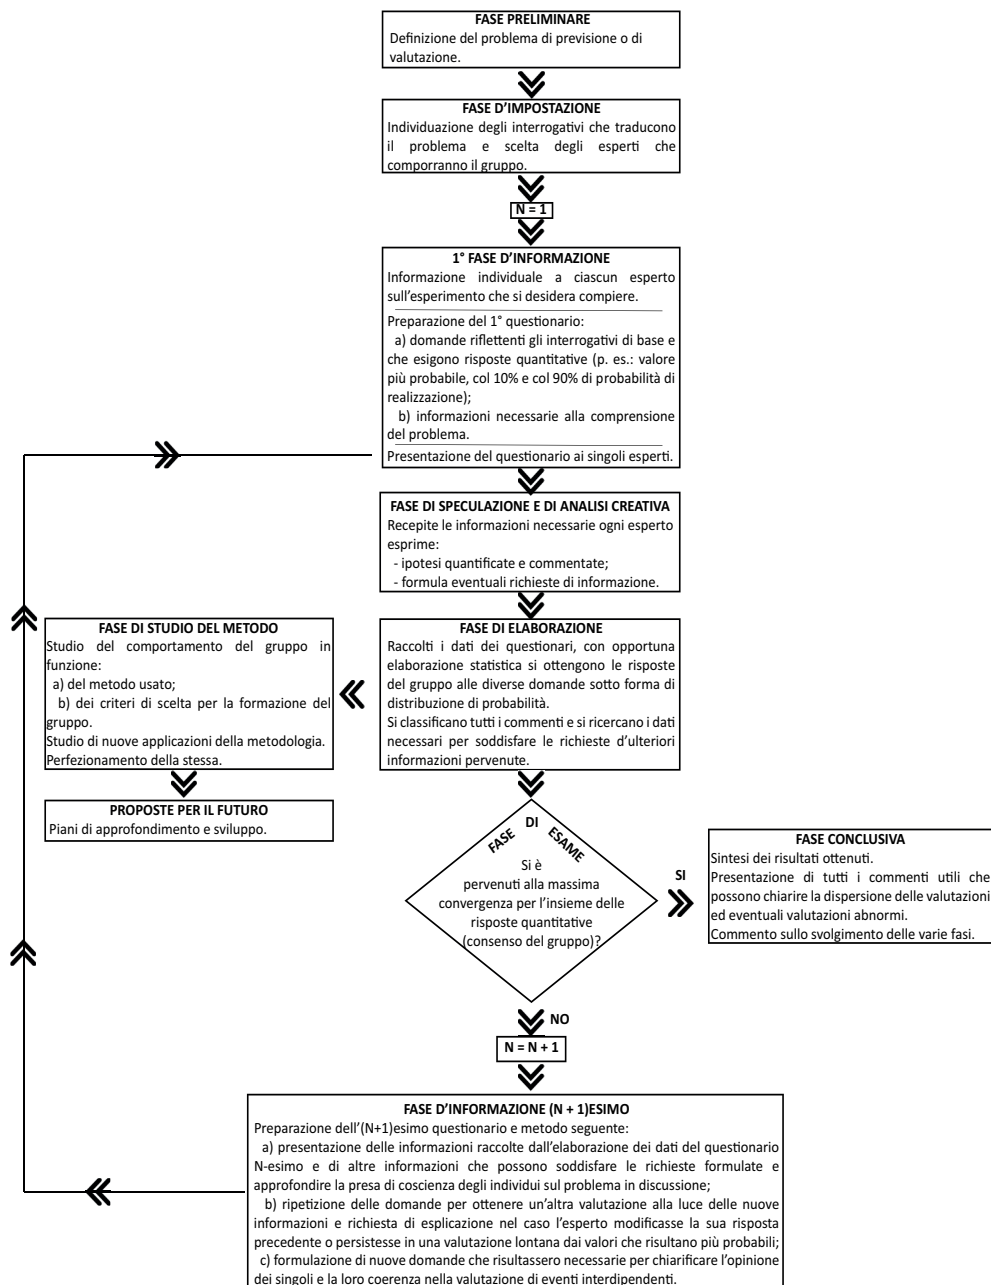 FASE PRELIMINARE
Definizione del problema di previsione o di
valutazione.
FASE D'IMPOSTAZIONE
Individuazione degli interrogativi che traducono
il problema e scelta degli esperti che
comporranno il gruppo.
N = 1
1° FASE D'INFORMAZIONE
Informazione individuale a ciascun esperto
sull'esperimento che si desidera compiere.
Preparazione del 1° questionario:
a) domande riflettenti gli interrogativi di base e
che esigono risposte quantitative (p. es.: valore
più probabile, col 10% e col 90% di probabilità di
realizzazione);
b) informazioni necessarie alla comprensione
del problema.
Presentazione del questionario ai singoli esperti.
FASE DI SPECULAZIONE E DI ANALISI CREATIVA
Recepite le informazioni necessarie ogni esperto
esprime:
- ipotesi quantificate e commentate;
- formula eventuali richieste di informazione.
FASE DI STUDIO DEL METODO
Studio del comportamento del gruppo in
funzione:
a) del metodo usato;
b) dei criteri di scelta per la formazione del
gruppo.
Studio di nuove applicazioni della metodologia.
Perfezionamento della stessa.
FASE DI ELABORAZIONE
Raccolti i dati dei questionari, con opportuna
elaborazione statistica si ottengono le risposte
del gruppo alle diverse domande sotto forma di
distribuzione di probabilità.
Si classificano tutti i commenti e si ricercano i dati
necessari per soddisfare le richieste d'ulteriori
informazioni pervenute.
PROPOSTE PER IL FUTURO
Piani di approfondimento e sviluppo.
FASE DI ESAME
Si è
pervenuti alla massima
convergenza per l'insieme delle
risposte quantitative
(consenso del gruppo)?
SI
FASE CONCLUSIVA
Sintesi dei risultati ottenuti.
Presentazione di tutti i commenti utili che
possono chiarire la dispersione delle valutazioni
ed eventuali valutazioni abnormi.
Commento sullo svolgimento delle varie fasi.
NO
N = N + 1
FASE D'INFORMAZIONE (N + 1)ESIMO
Preparazione dell'(N+1)esimo questionario e metodo seguente:
a) presentazione delle informazioni raccolte dall'elaborazione dei dati del questionario
N-esimo e di altre informazioni che possono soddisfare le richieste formulate e
approfondire la presa di coscienza degli individui sul problema in discussione;
b) ripetizione delle domande per ottenere un'altra valutazione alla luce delle nuove
informazioni e richiesta di esplicazione nel caso l'esperto modificasse la sua risposta
precedente o persistesse in una valutazione lontana dai valori che risultano più probabili;
c) formulazione di nuove domande che risultassero necessarie per chiarificare l'opinione
dei singoli e la loro coerenza nella valutazione di eventi interdipendenti.